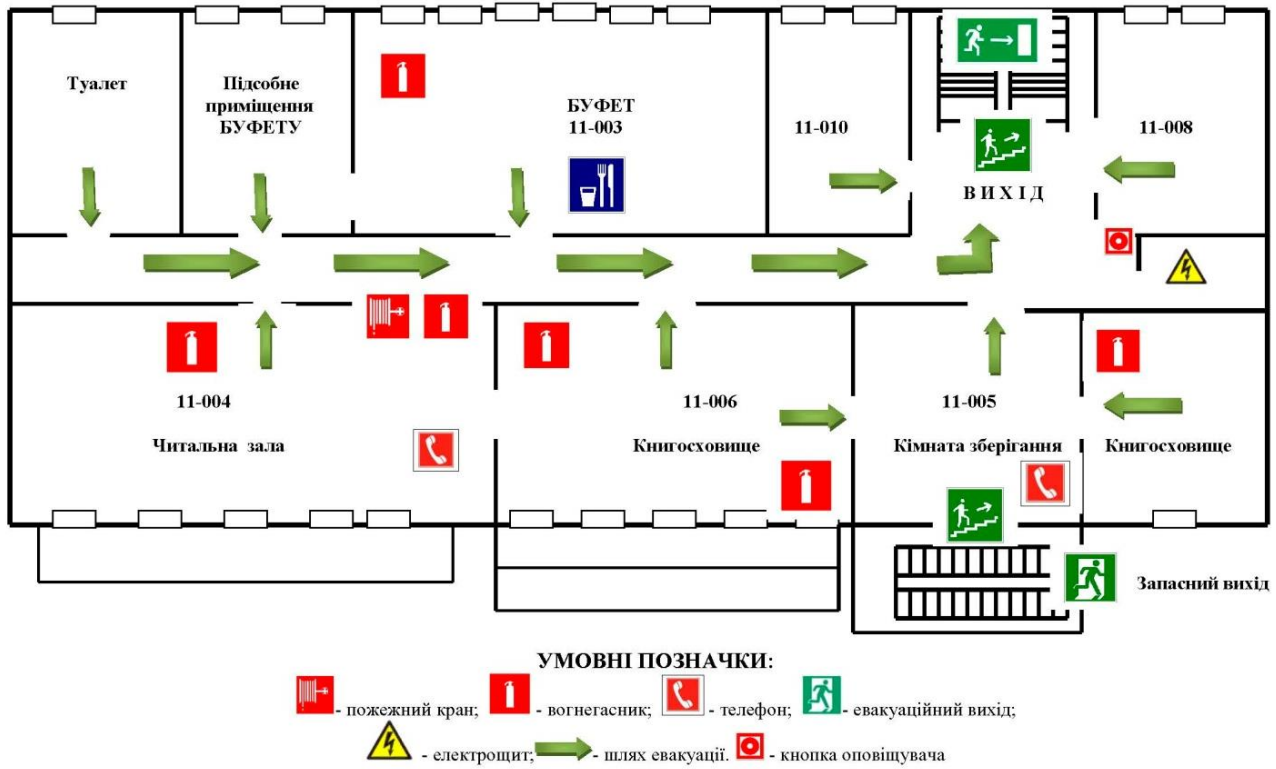 Туалет
Підсобне
приміщення
БУФЕТУ
БУФЕТ
11-003
11-010
11-008
ВИХІД
11-004
Читальна зала
11-006
Книгосховище
11-005
Кімната зберігання
Книгосховище
Запасний вихід
УМОВНІ ПОЗНАЧКИ:
- пожежний кран; - вогнегасник; - телефон; - евакуаційний вихід;
- електрощит; - шлях евакуації. - кнопка оповіщувача